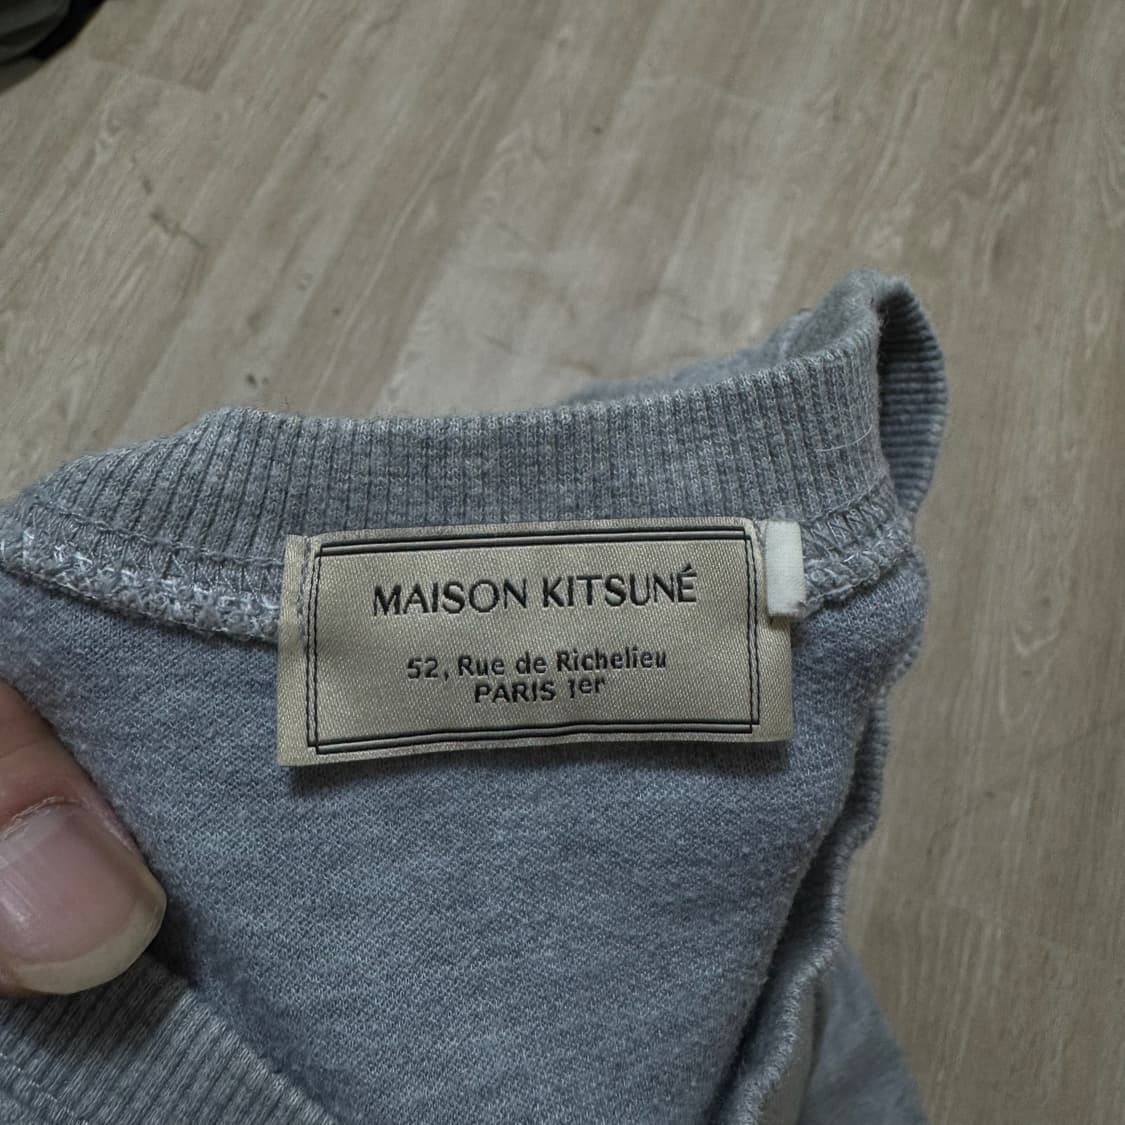 MAISON KITSUNÉ
52, Rue de Richelieu
PARIS 1er